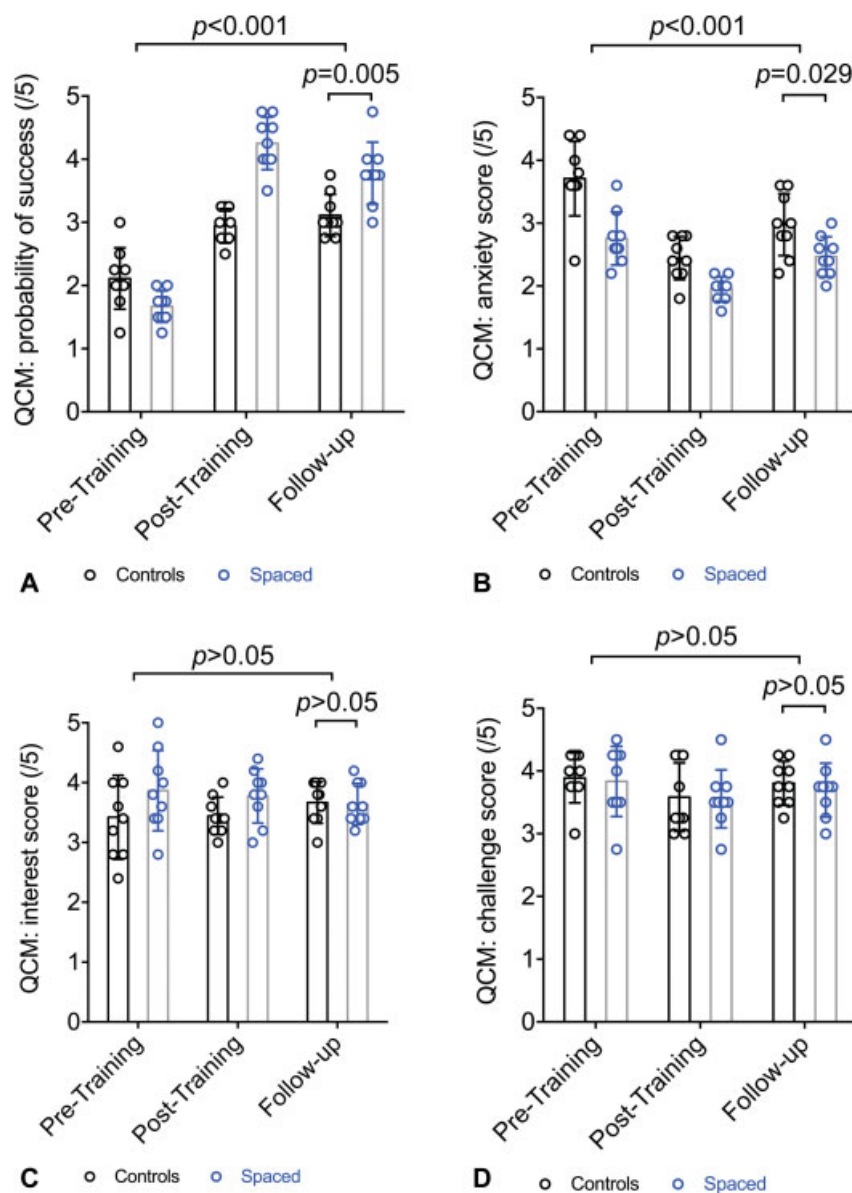 p<0.001
p=0.005
QCM: probability of success (/5)
5
4
3
2
1
0
Pre-Training
Post-Training
Follow-up
A
Controls
Spaced
p<0.001
p=0.029
QCM: anxiety score (/5)
5
4
3
2
1
0
Pre-Training
Post-Training
Follow-up
B
Controls
Spaced
p>0.05
p>0.05
QCM: interest score (/5)
5
4
3
2
1
0
Pre-Training
Post-Training
Follow-up
C
Controls
Spaced
p>0.05
p>0.05
QCM: challenge score (/5)
5
4
3
2
1
0
Pre-Training
Post-Training
Follow-up
D
Controls
Spaced